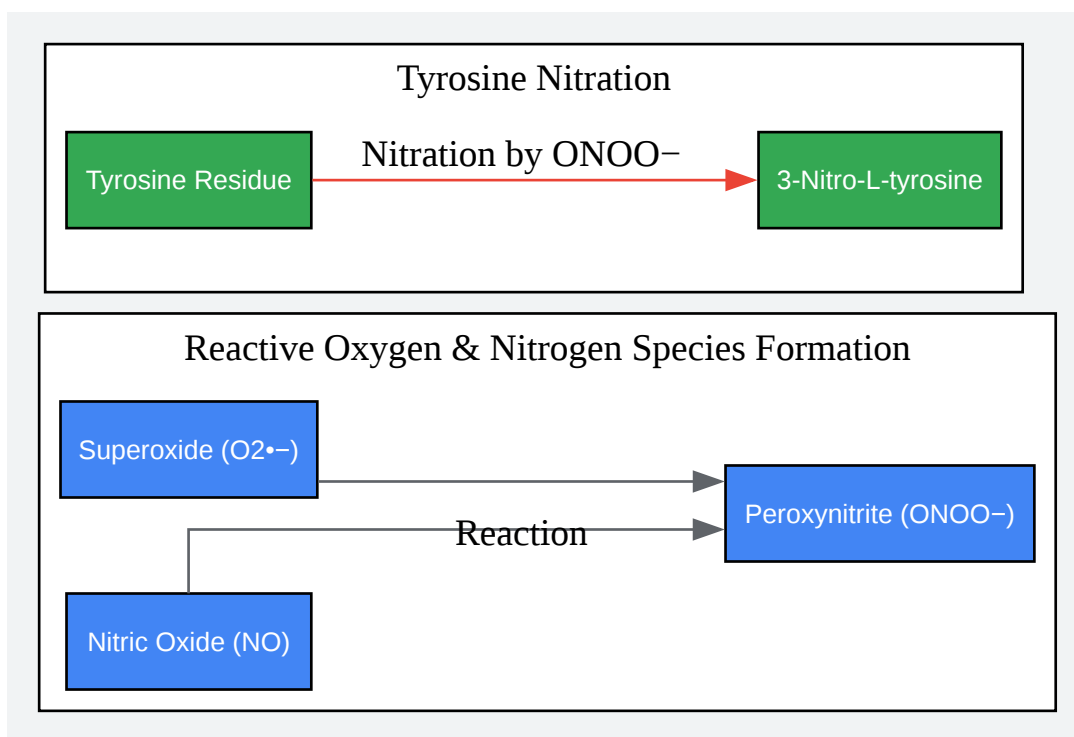 Tyrosine Nitration
Tyrosine Residue
Nitration by ONOO−
3-Nitro-L-tyrosine
Reactive Oxygen & Nitrogen Species Formation
Superoxide (O2•−)
Peroxynitrite (ONOO−)
Reaction
Nitric Oxide (NO)